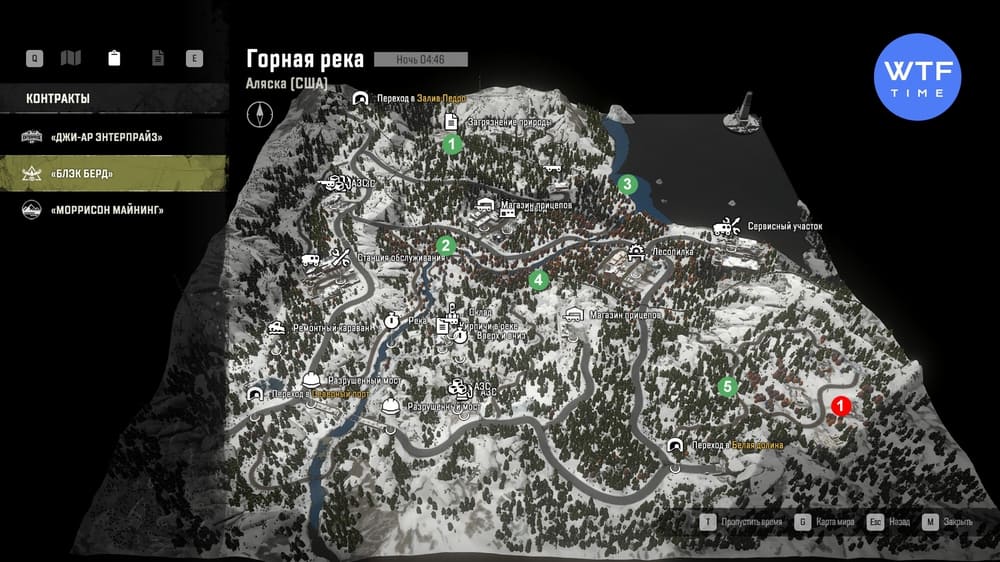 Q
E
КОНТРАКТЫ
«ДЖИ-АР ЭНТЕРПРАЙЗ»
«БЛЭК БЕРД»
«МОРРИСОН МАЙНИНГ»
Горная река
Ночь 04:46
Аляска (США)
WTF
TIME
Переход в Залив Педро
Загрязнение природы
1
3
АЗС
Магазин прицепов
Сервисный участок
2
Станция обслуживания
Лесопилка
4
Склад
Магазин прицепов
Река
Кирпичи в реке
Вверх и вниз
Ремонтный караван
Разрушенный мост
Переход в Северный порт
АЗС
АЗС
Разрушенный мост
5
1
Переход в Белая долина
T
Пропустить время
G
Карта мира
Esc
Назад
M
Закрыть